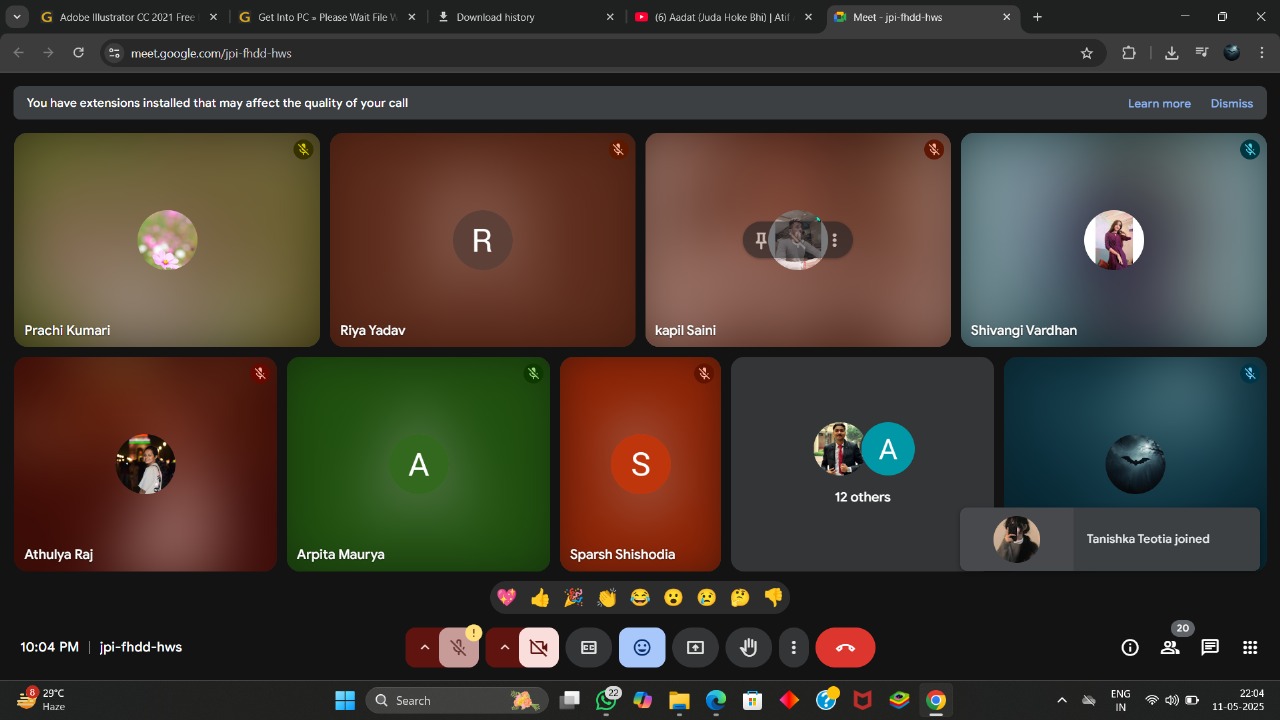 Adobe Illustrator CC 2021 Free
Get Into PC » Please Wait File W
Download history
(6) Aadat (Juda Hoke Bhi) | Atif
Meet - jpi-fhdd-hws
meet.google.com/jpi-fhdd-hws
You have extensions installed that may affect the quality of your call
Learn more
Dismiss
Prachi Kumari
R
Riya Yadav
kapil Saini
Shivangi Vardhan
Athulya Raj
A
Arpita Maurya
S
Sparsh Shishodia
A
12 others
Tanishka Teotia joined
10:04 PM | jpi-fhdd-hws
20
8
29°C
Haze
Search
22
ENG
IN
22:04
11-05-2025